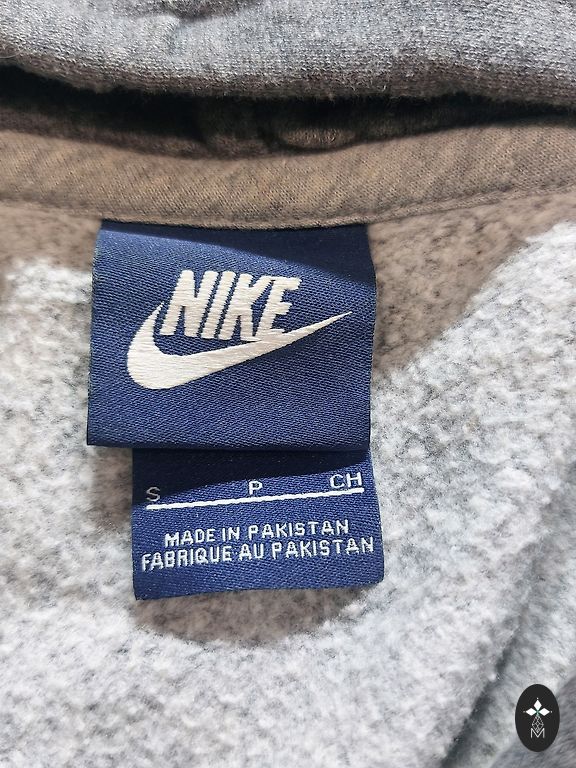 NIKE
S P CH
MADE IN PAKISTAN
FABRIQUE AU PAKISTAN
M